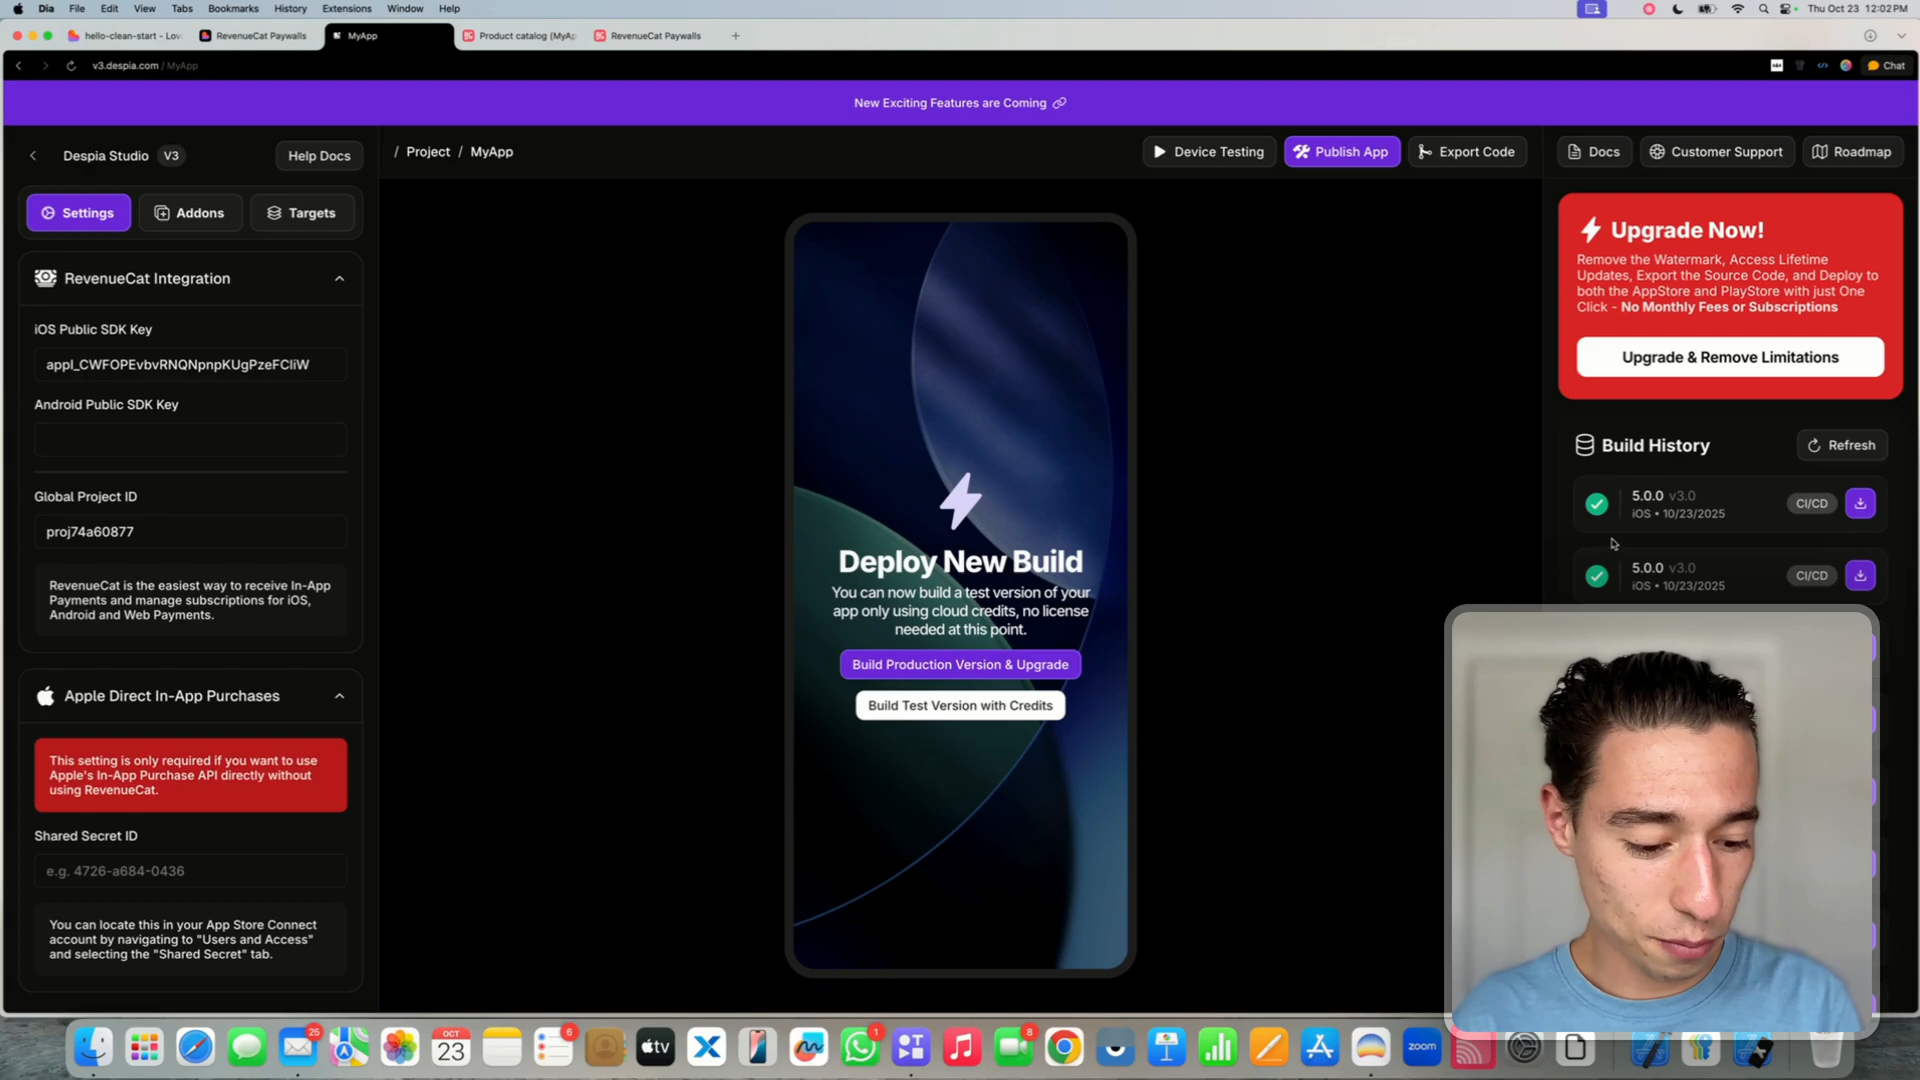 Dia File Edit View Tabs Bookmarks History Extensions Window Help
Thu Oct 23 12:02 PM
hello-clean-start - Lov
RevenueCat Paywalls
MyApp
Product catalog (MyAp
RevenueCat Paywalls
v3.despia.com / MyApp
Chat
New Exciting Features are Coming
Despia Studio V3
Help Docs
/ Project / MyApp
Device Testing
Publish App
Export Code
Docs
Customer Support
Roadmap
Settings
Addons
Targets
RevenueCat Integration
iOS Public SDK Key
appl_CWFOPEvbvRNQNpnpKUgPzeFCliW
Android Public SDK Key
Global Project ID
proj74a60877
RevenueCat is the easiest way to receive In-App
Payments and manage subscriptions for iOS,
Android and Web Payments.
Apple Direct In-App Purchases
This setting is only required if you want to use
Apple's In-App Purchase API directly without
using RevenueCat.
Shared Secret ID
e.g. 4726-a684-0436
You can locate this in your App Store Connect
account by navigating to "Users and Access"
and selecting the "Shared Secret" tab.
Deploy New Build
You can now build a test version of your
app only using cloud credits, no license
needed at this point.
Build Production Version & Upgrade
Build Test Version with Credits
Upgrade Now!
Remove the Watermark, Access Lifetime
Updates, Export the Source Code, and Deploy to
both the AppStore and PlayStore with just One
Click - No Monthly Fees or Subscriptions
Upgrade & Remove Limitations
Build History
Refresh
5.0.0 v3.0
iOS • 10/23/2025
CI/CD
5.0.0 v3.0
iOS • 10/23/2025
CI/CD
25
OCT
23
6
tv
1
8
zoom